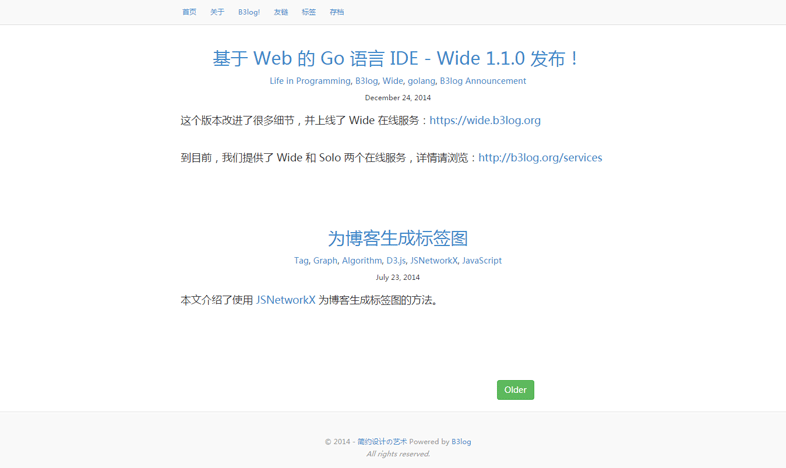 首页 关于 B3log! 友链 标签 存档
基于 Web 的 Go 语言 IDE - Wide 1.1.0 发布！
Life in Programming, B3log, Wide, golang, B3log Announcement
December 24, 2014
这个版本改进了很多细节，并上线了 Wide 在线服务：https://wide.b3log.org
到目前，我们提供了 Wide 和 Solo 两个在线服务，详情请浏览：http://b3log.org/services
为博客生成标签图
Tag, Graph, Algorithm, D3.js, JSNetworkX, JavaScript
July 23, 2014
本文介绍了使用 JSNetworkX 为博客生成标签图的方法。
Older
© 2014 - 简约设计の艺术 Powered by B3log
All rights reserved.